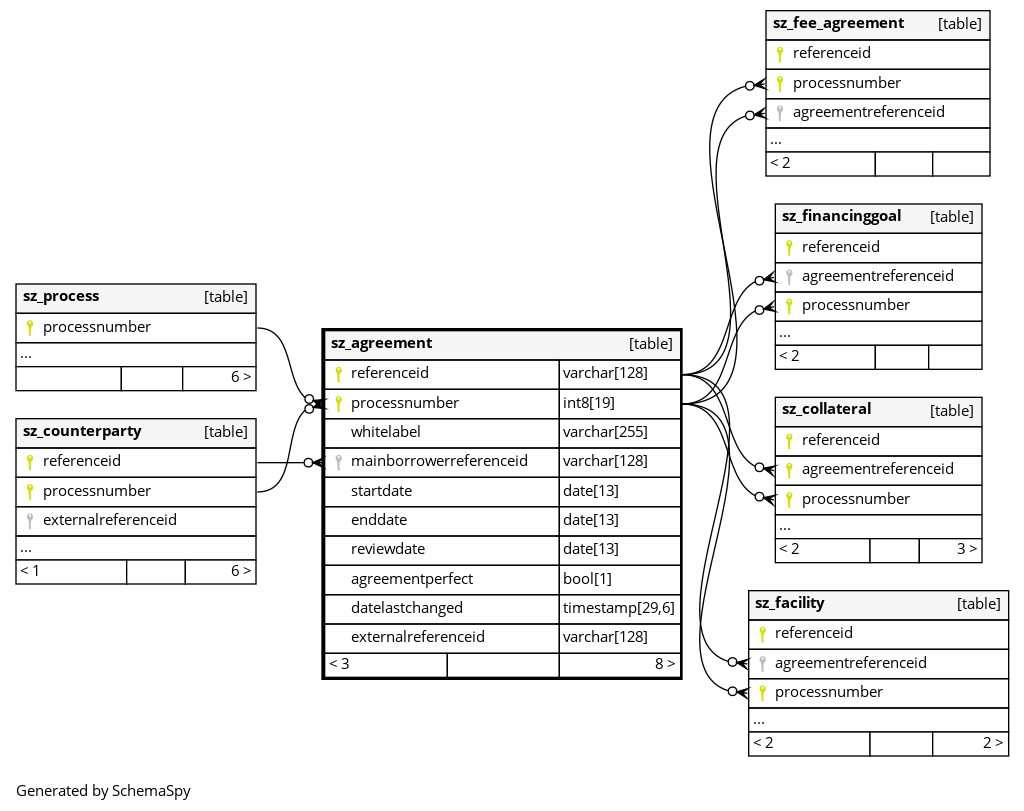 sz_process [table]
processnumber
...
6 >
sz_counterparty [table]
referenceid
processnumber
externalreferenceid
...
< 1 6 >
sz_agreement [table]
referenceid varchar[128]
processnumber int8[19]
whitelabel varchar[255]
mainborrowerreferenceid varchar[128]
startdate date[13]
enddate date[13]
reviewdate date[13]
agreementperfect bool[1]
datelastchanged timestamp[29,6]
externalreferenceid varchar[128]
< 3 8 >
sz_fee_agreement [table]
referenceid
processnumber
agreementreferenceid
...
< 2
sz_financinggoal [table]
referenceid
agreementreferenceid
processnumber
...
< 2
sz_collateral [table]
referenceid
agreementreferenceid
processnumber
...
< 2 3 >
sz_facility [table]
referenceid
agreementreferenceid
processnumber
...
< 2 2 >
Generated by SchemaSpy